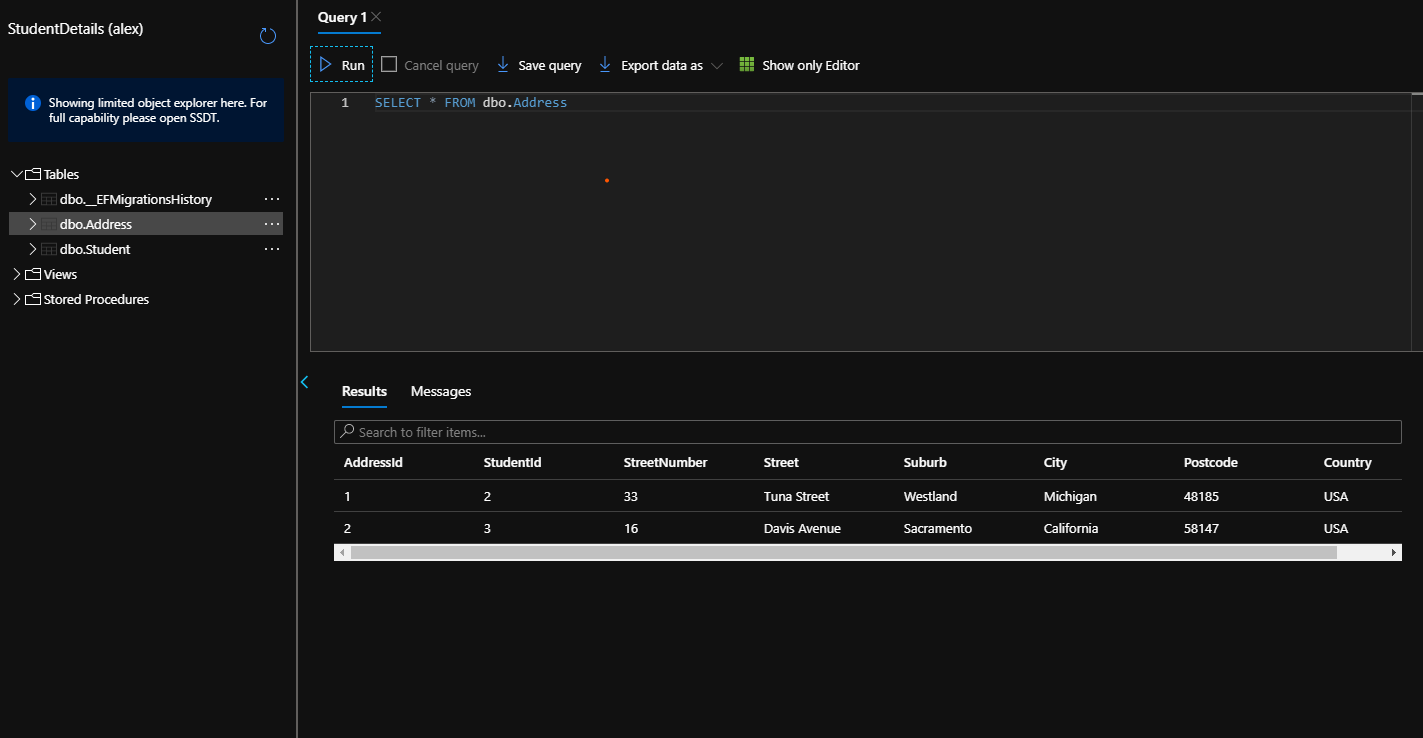 StudentDetails (alex)
Showing limited object explorer here. For
full capability please open SSDT.
Tables
dbo.__EFMigrationsHistory
dbo.Address
dbo.Student
Views
Stored Procedures
Query 1
Run Cancel query Save query Export data as Show only Editor
1 SELECT * FROM dbo.Address
Results Messages
Search to filter items...
AddressId StudentId StreetNumber Street Suburb City Postcode Country
1 2 33 Tuna Street Westland Michigan 48185 USA
2 3 16 Davis Avenue Sacramento California 58147 USA